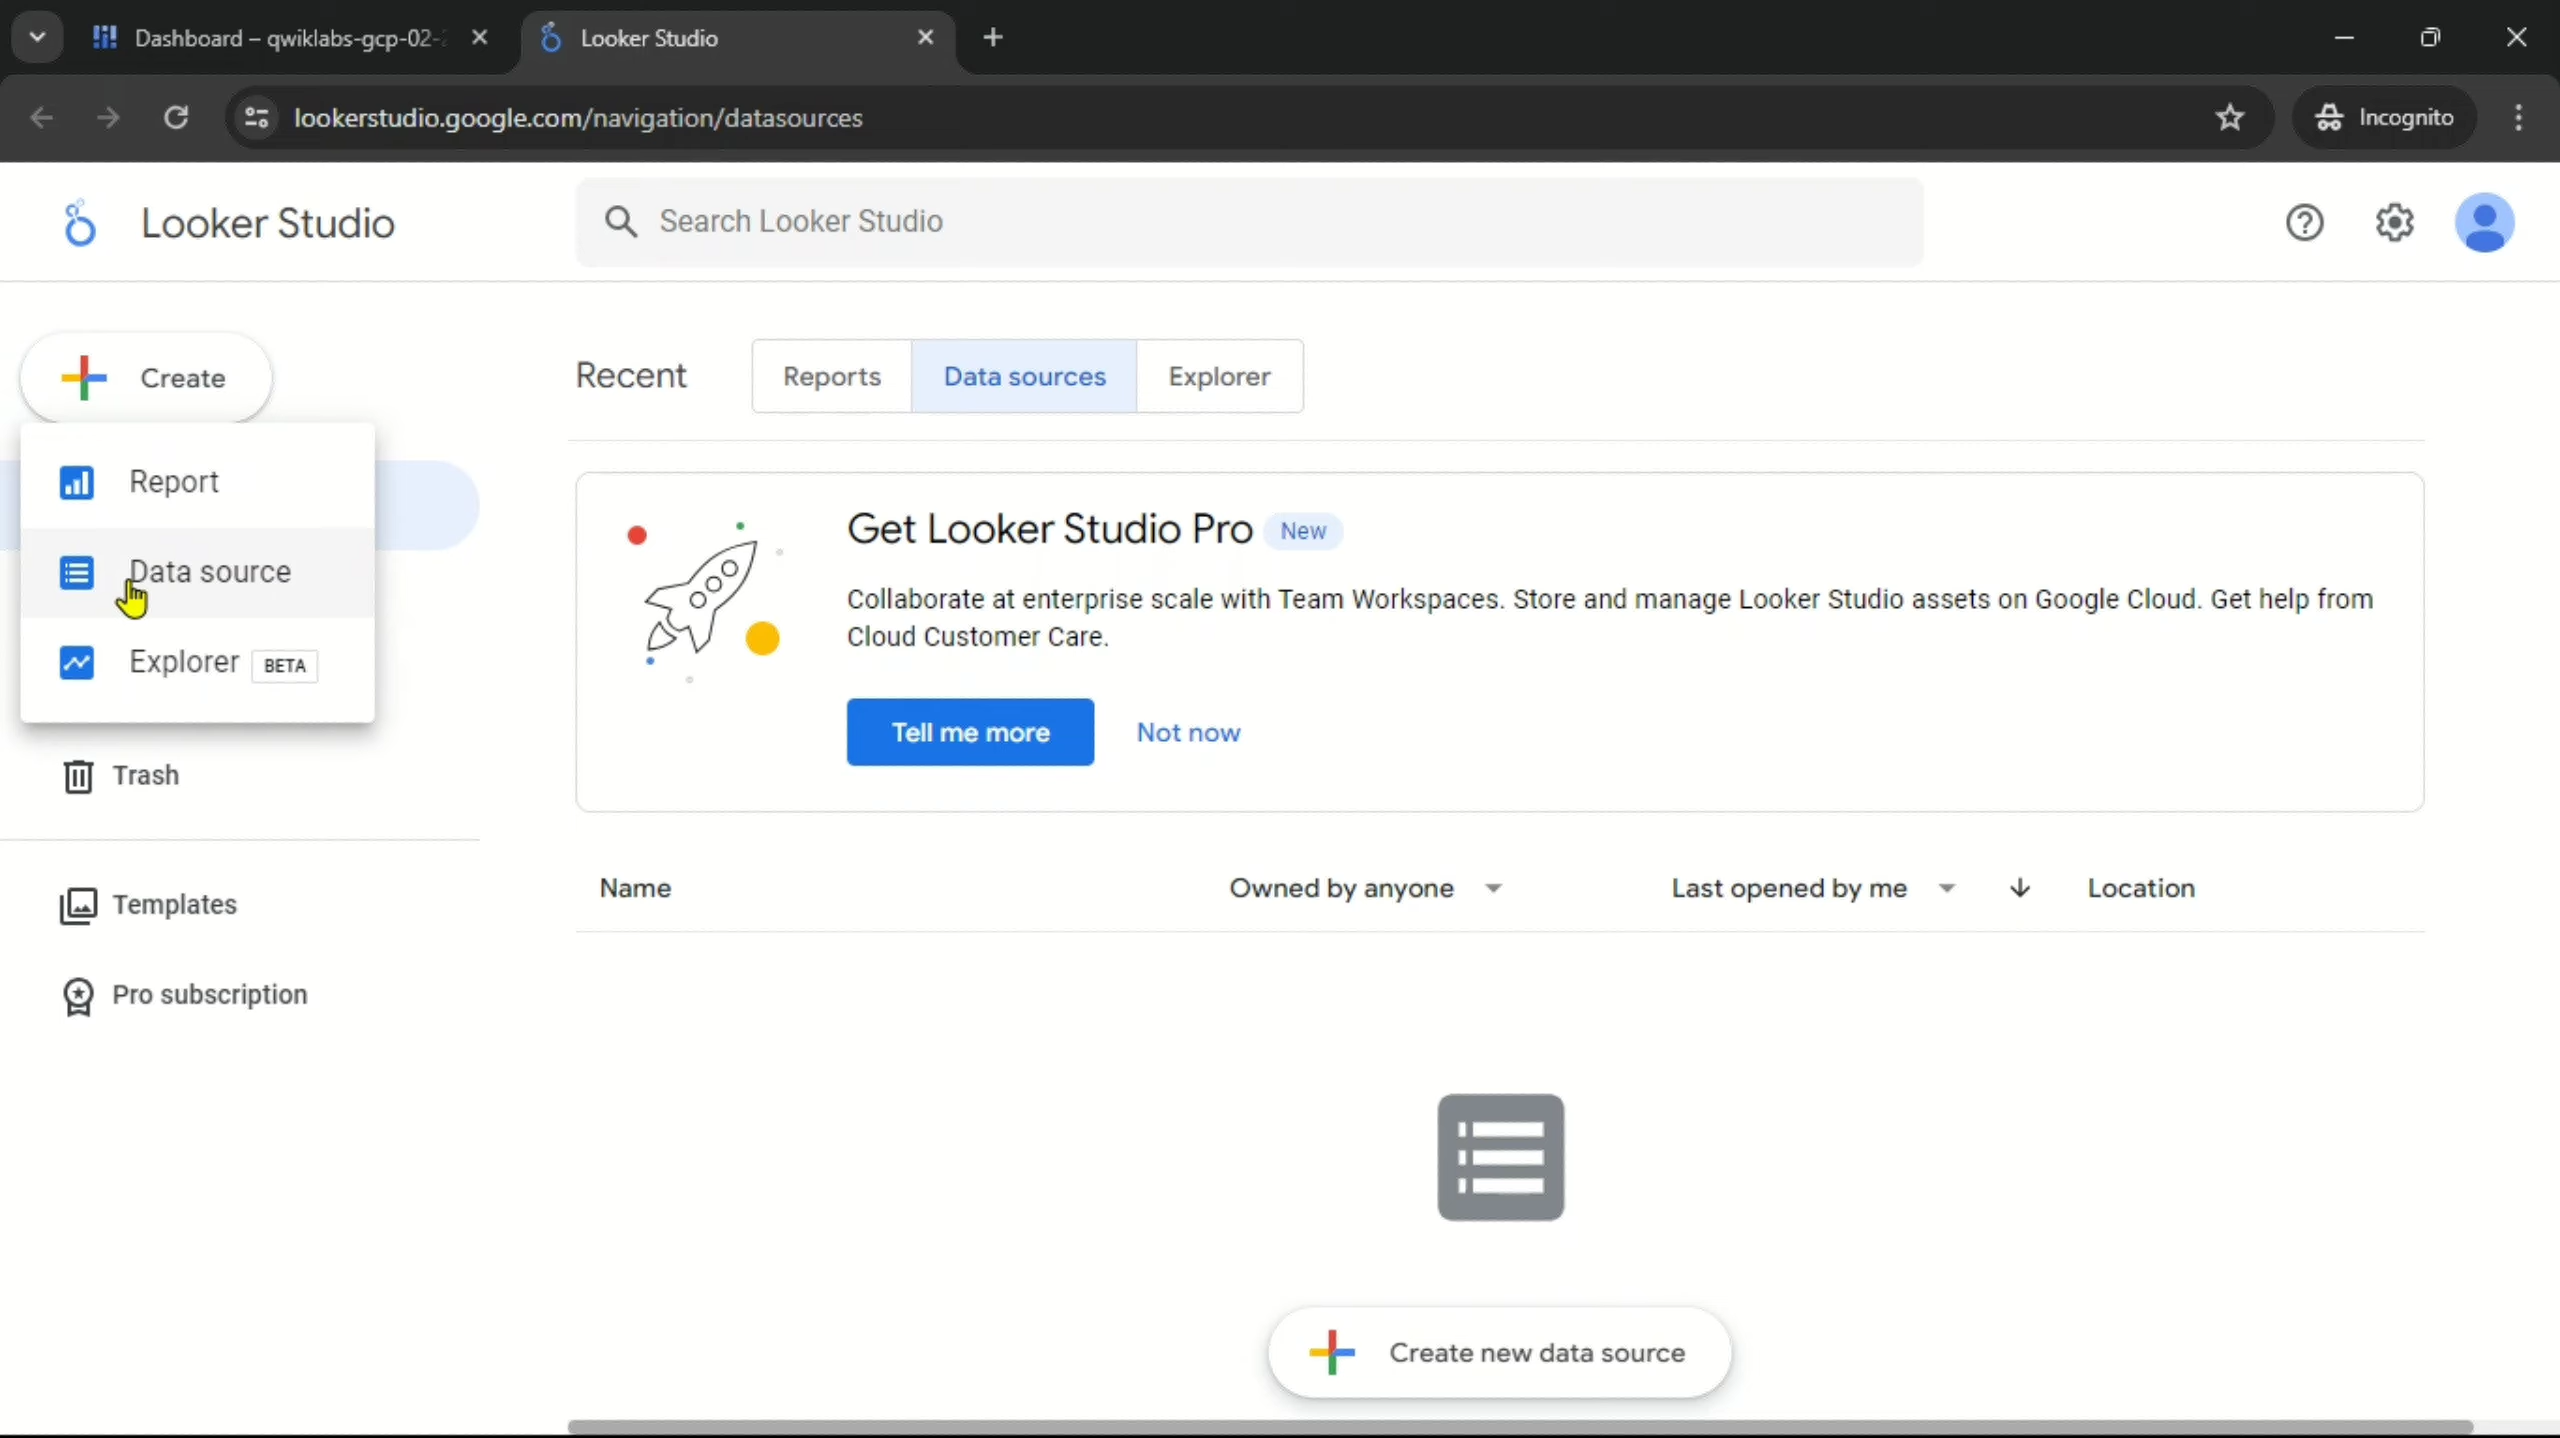 Dashboard – qwiklabs-gcp-02-
Looker Studio
lookerstudio.google.com/navigation/datasources
Incognito
Looker Studio
Search Looker Studio
Create
Recent
Reports
Data sources
Explorer
Report
Data source
Explorer BETA
Get Looker Studio Pro New
Collaborate at enterprise scale with Team Workspaces. Store and manage Looker Studio assets on Google Cloud. Get help from
Cloud Customer Care.
Tell me more
Not now
Trash
Templates
Pro subscription
Name
Owned by anyone
Last opened by me
Location
Create new data source